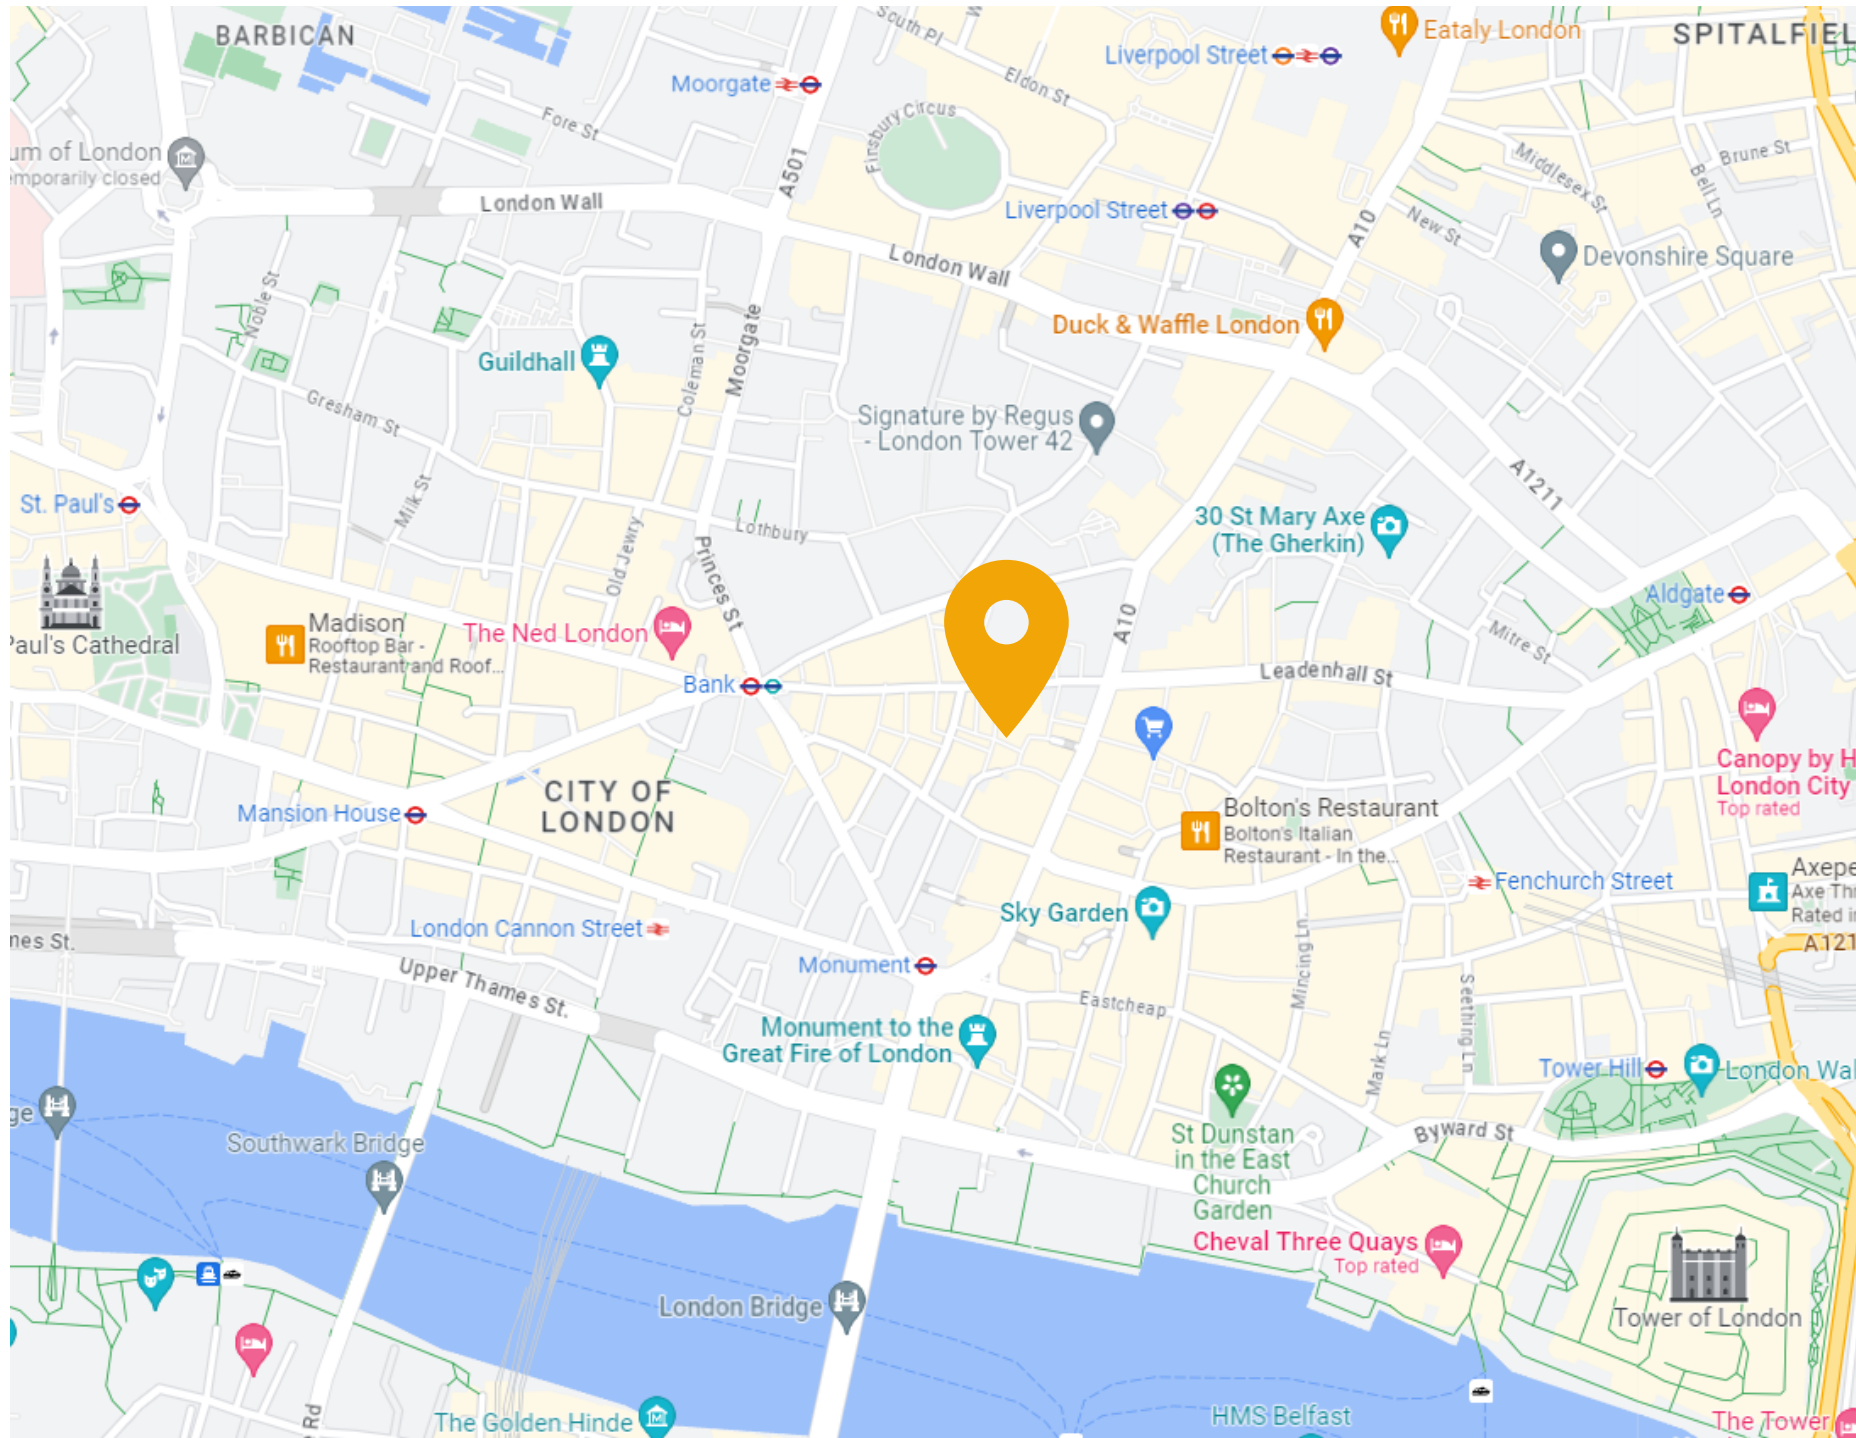 BARBICAN
South Pl
Eataly London
SPITALFIEL
Liverpool Street
Moorgate
Eldon St
Fore St
Finsbury Circus
A501
um of London
emporarily closed
Middlesex St
Brune St
Bell Ln
London Wall
Liverpool Street
A10
New St
Devonshire Square
London Wall
Noble St
Duck & Waffle London
Guildhall
Coleman St
Moorgate
Gresham St
Signature by Regus
- London Tower 42
A1211
St. Paul's
Milk St
Old Jewry
Lothbury
Princes St
30 St Mary Axe
(The Gherkin)
Aldgate
A10
Paul's Cathedral
Madison
Rooftop Bar -
Restaurant and Roof...
The Ned London
Mitre St
Bank
Leadenhall St
CITY OF
LONDON
Mansion House
Canopy by H
London City
Top rated
Bolton's Restaurant
Bolton's Italian
Restaurant - In the...
Fenchurch Street
Axepe
Axe Thr
Rated i
Sky Garden
London Cannon Street
mes St.
A121
Upper Thames St.
Monument
Mincing Ln
Eastcheap
Seething Ln
Monument to the
Great Fire of London
Mark Ln
Tower Hill
London Wal
ge
Southwark Bridge
St Dunstan
in the East
Church
Garden
Byward St
Cheval Three Quays
Top rated
London Bridge
Tower of London
The Golden Hinde
e Rd
HMS Belfast
The Tower